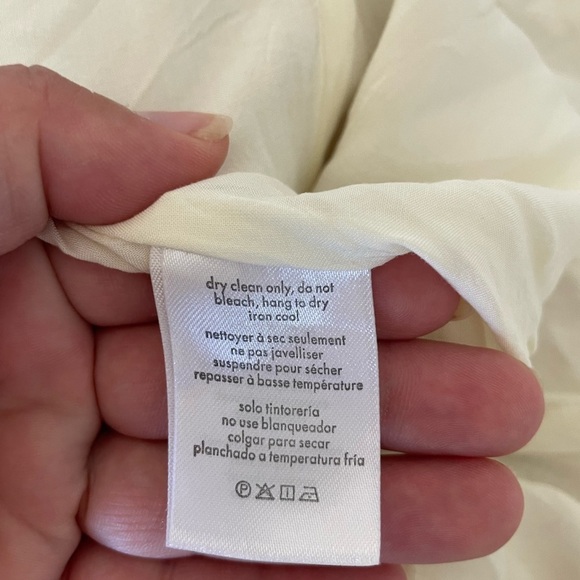 dry clean only, do not
bleach, hang to dry
iron cool
nettoyer à sec seulement
ne pas javelliser
suspendre pour sécher
repasser à basse température
solo tintorería
no use blanqueador
colgar para secar
planchado a temperatura fría
P